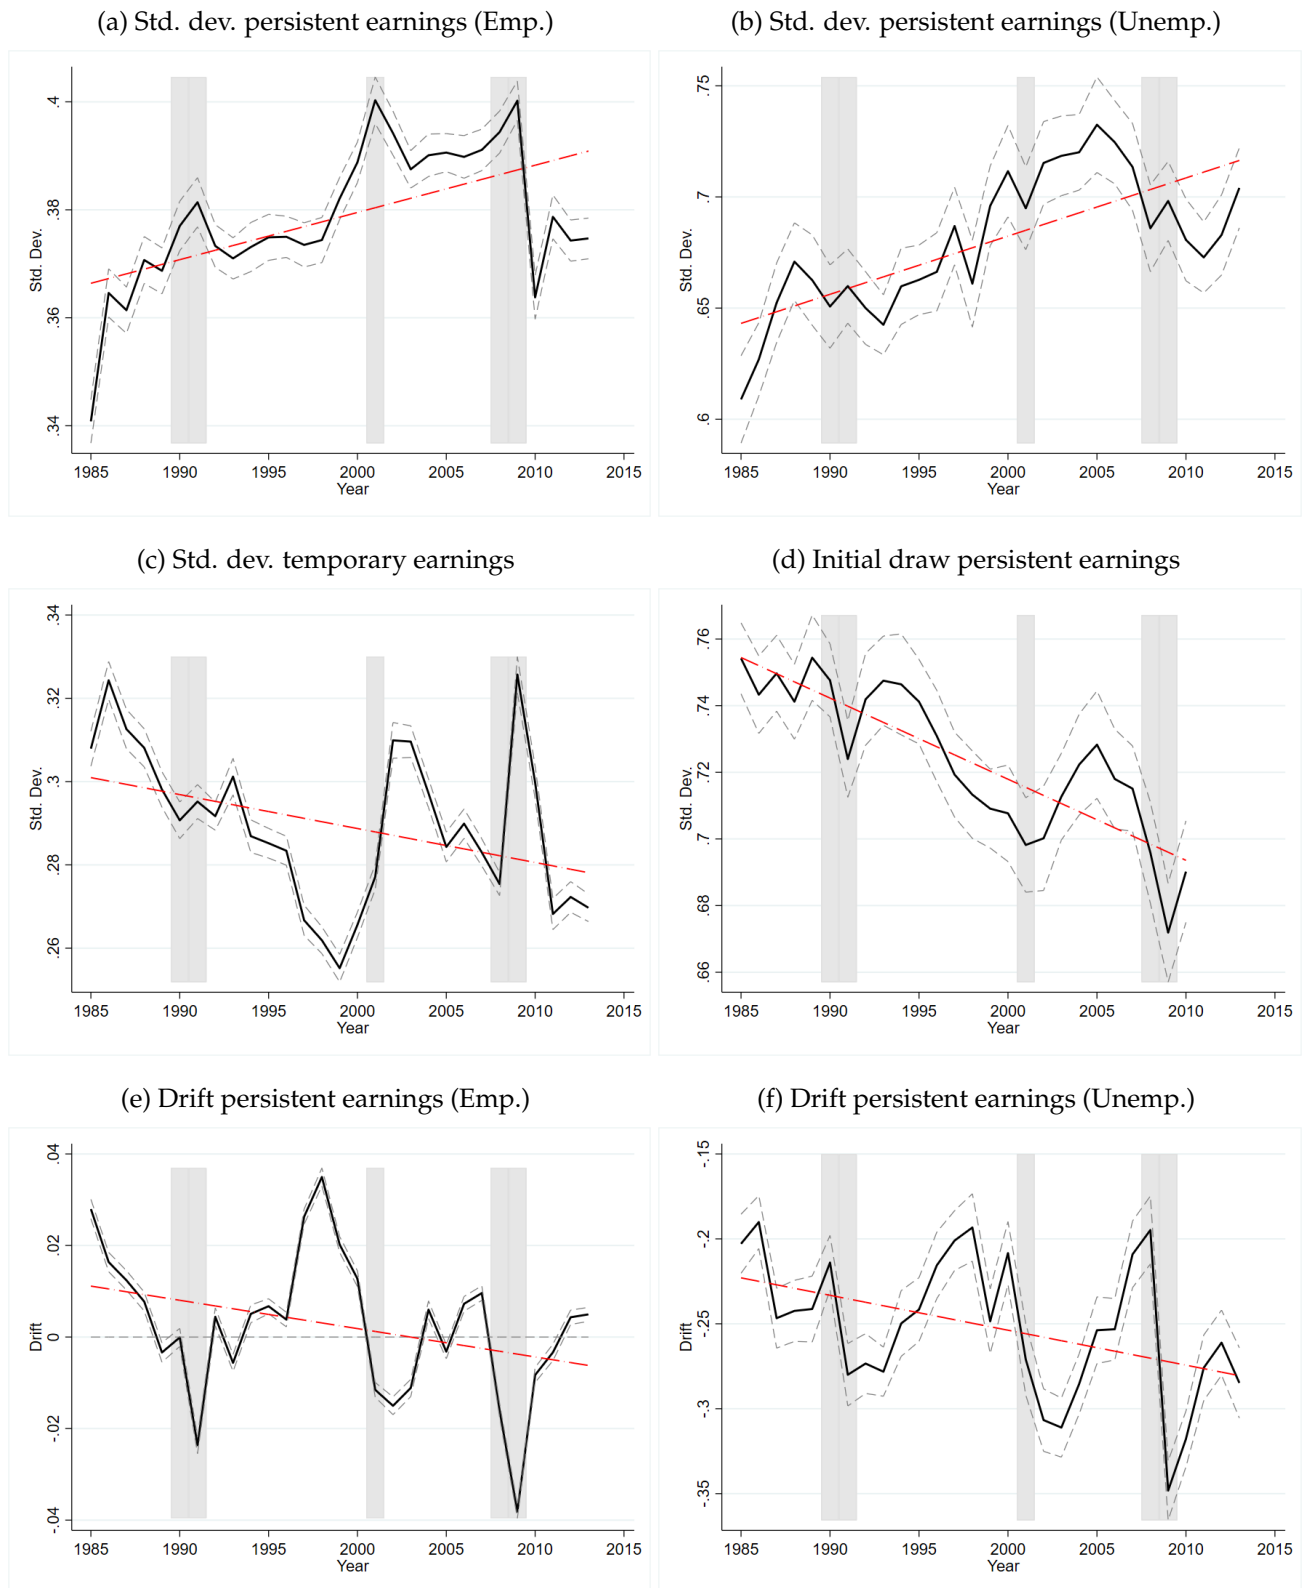 (a) Std. dev. persistent earnings (Emp.)
Std. Dev.
.4
.38
.36
.34
1985 1990 1995 2000 2005 2010 2015
Year
(b) Std. dev. persistent earnings (Unemp.)
Std. Dev.
.75
.7
.65
.6
1985 1990 1995 2000 2005 2010 2015
Year
(c) Std. dev. temporary earnings
Std. Dev.
.34
.32
.3
.28
.26
1985 1990 1995 2000 2005 2010 2015
Year
(d) Initial draw persistent earnings
Std. Dev.
.76
.74
.72
.7
.68
.66
1985 1990 1995 2000 2005 2010 2015
Year
(e) Drift persistent earnings (Emp.)
Drift
.04
.02
0
-.02
-.04
1985 1990 1995 2000 2005 2010 2015
Year
(f) Drift persistent earnings (Unemp.)
Drift
-.15
-.2
-.25
-.3
-.35
1985 1990 1995 2000 2005 2010 2015
Year